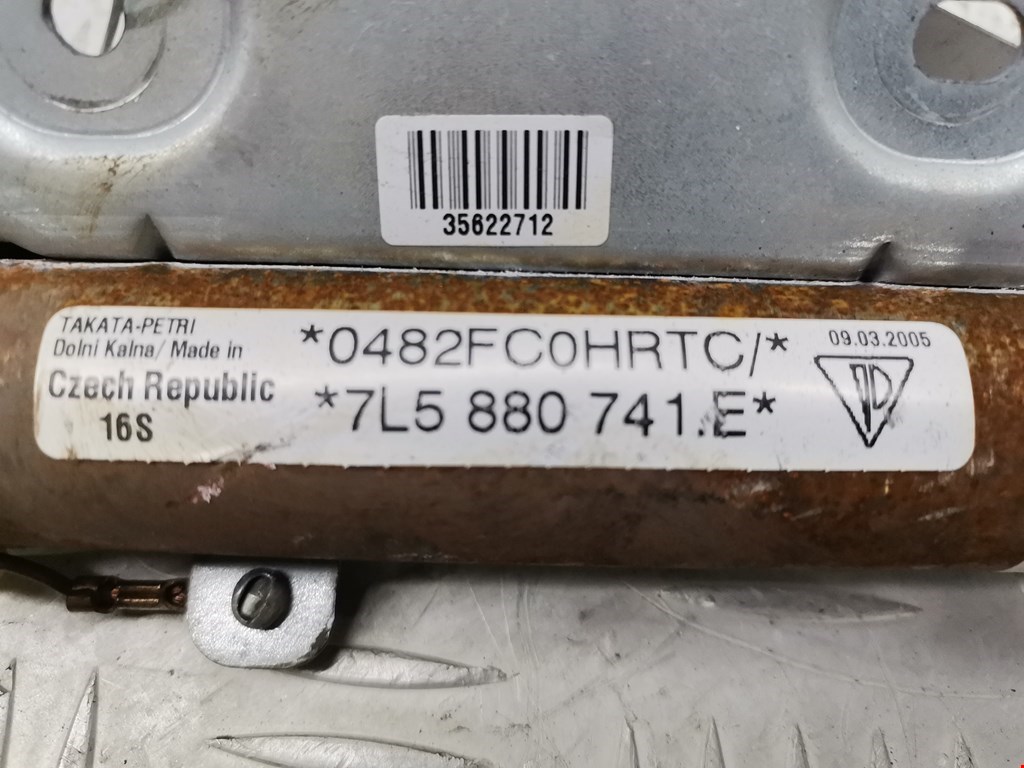 35622712
TAKATA-PETRI
Dolni Kalna/ Made in
Czech Republic
16S
*0482FC0HRTC/*
*7L5 880 741.E*
09.03.2005